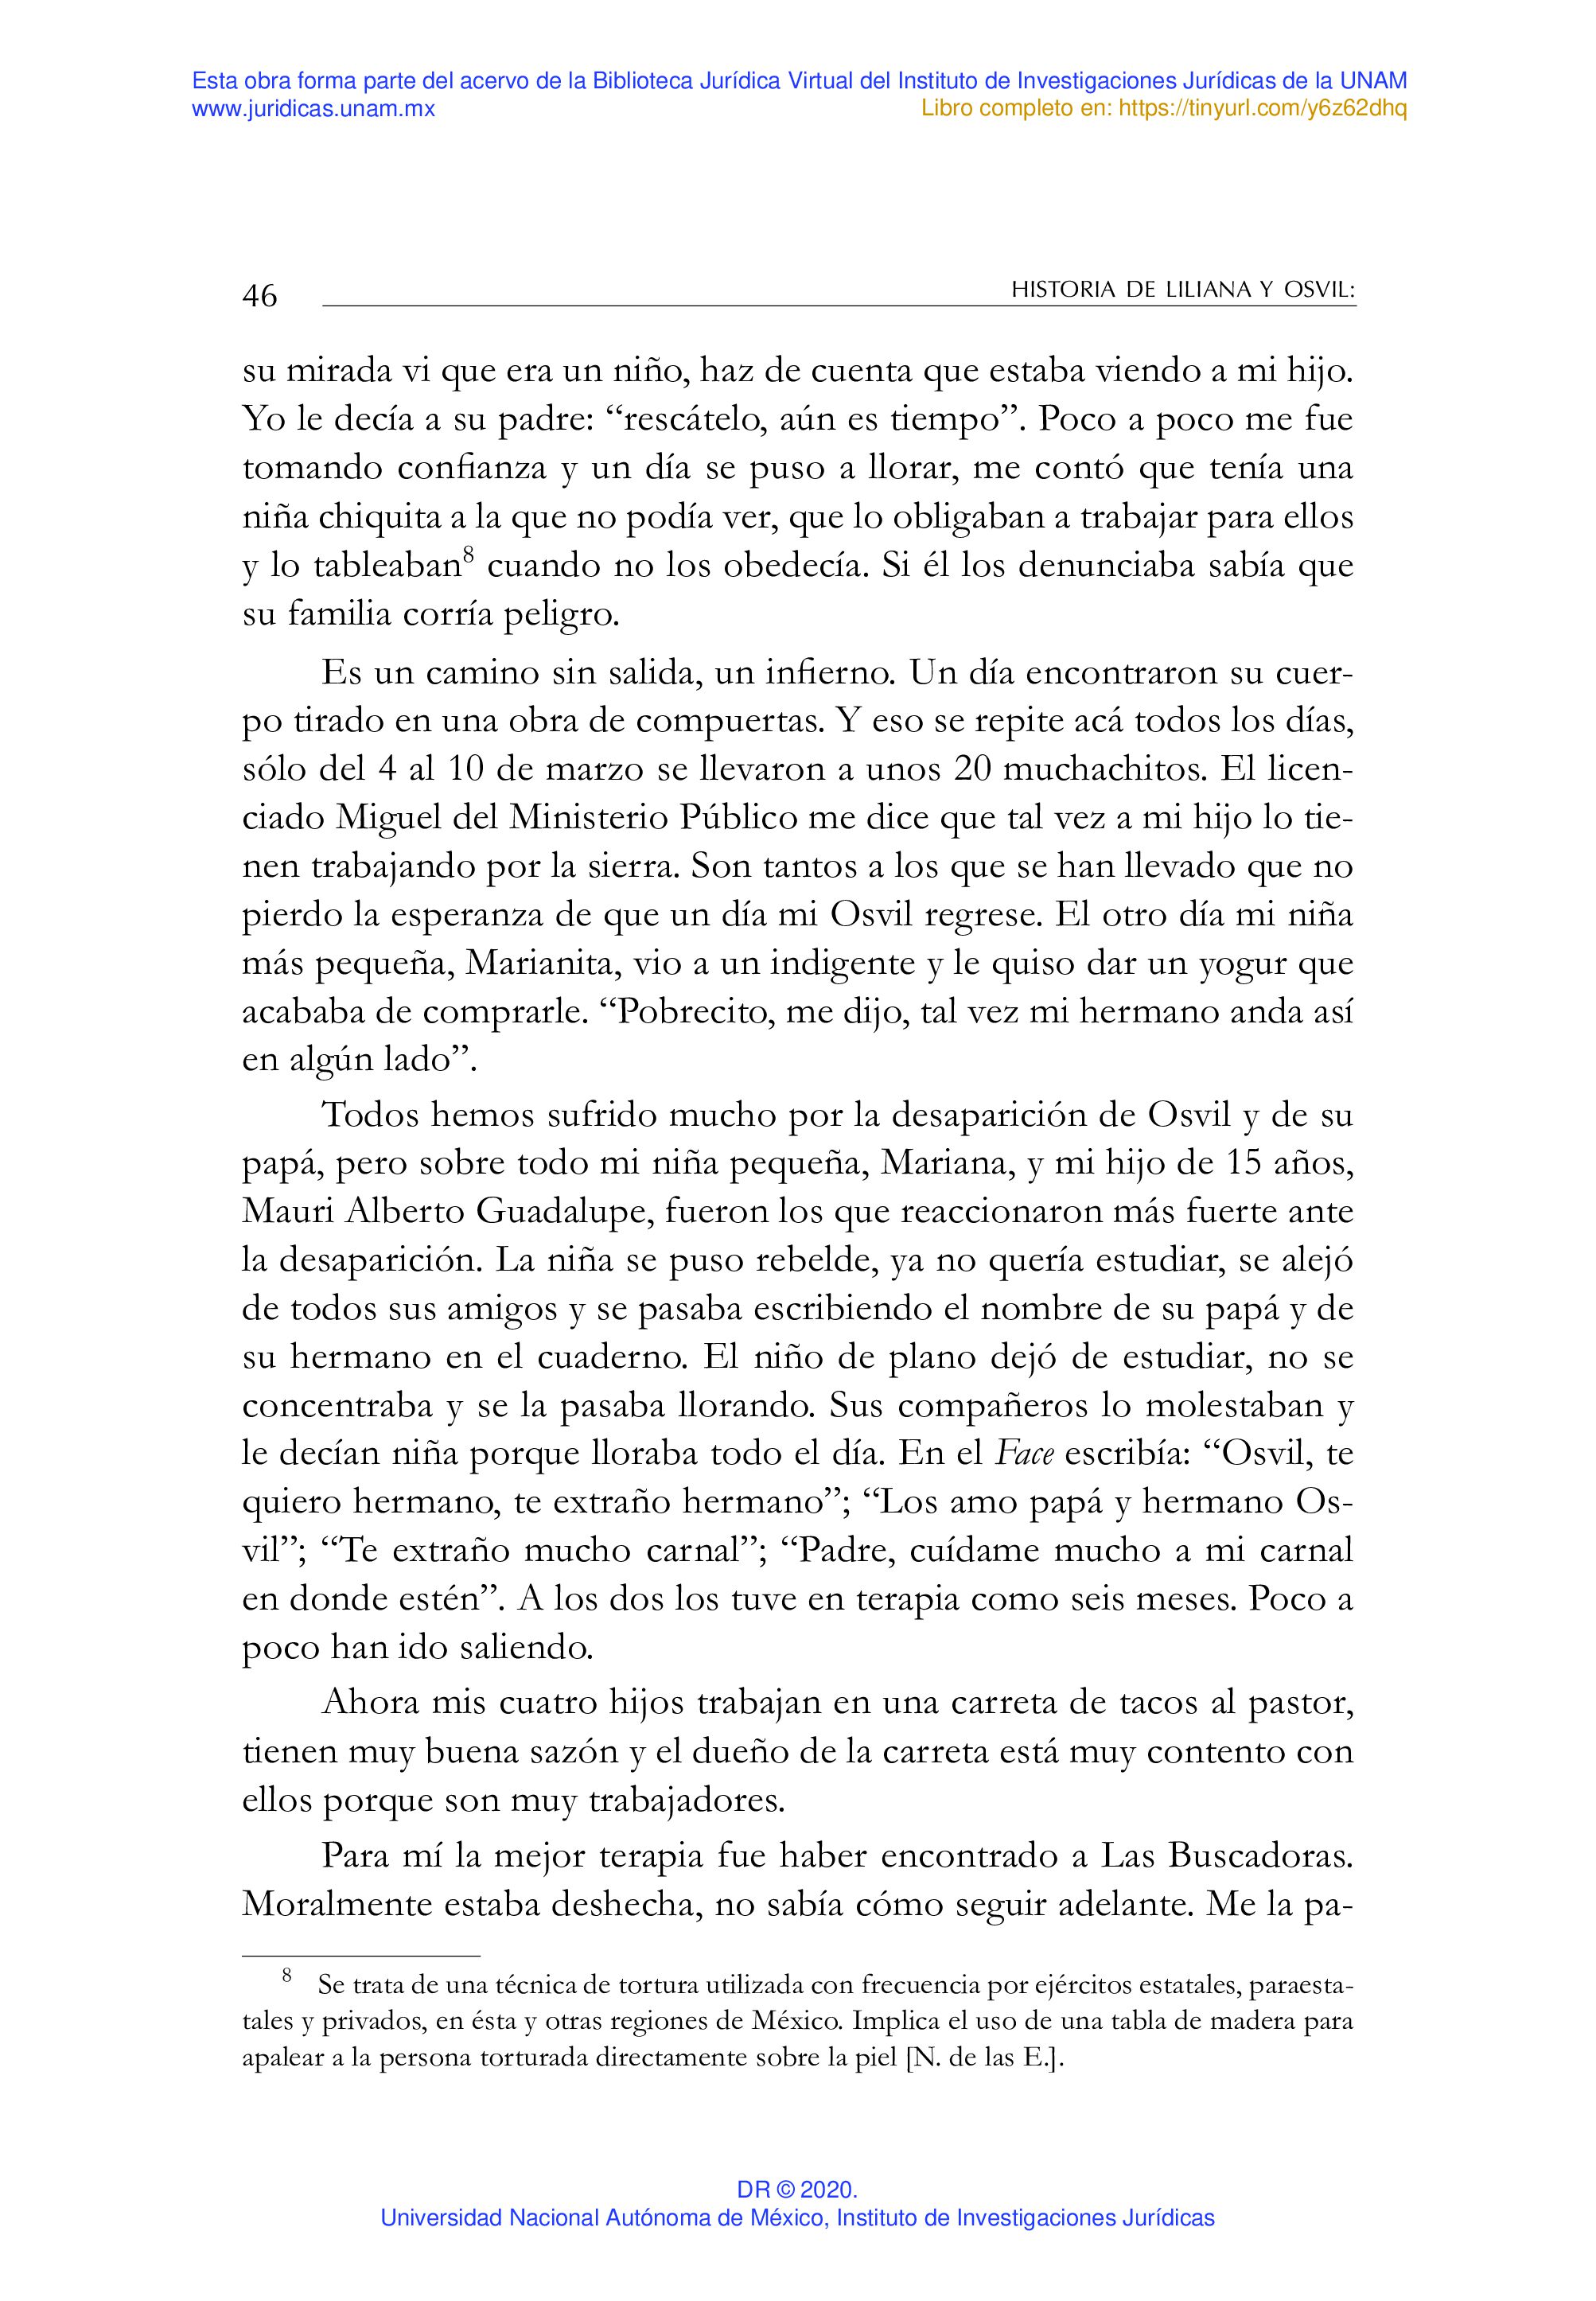 Esta obra forma parte del acervo de la Biblioteca Jurídica Virtual del Instituto de Investigaciones Jurídicas de la UNAM
www.juridicas.unam.mx
Libro completo en: https://tinyurl.com/y6z62dhq
46
HISTORIA DE LILIANA Y OSVIL:
su mirada vi que era un niño, haz de cuenta que estaba viendo a mi hijo.
Yo le decía a su padre: “rescátelo, aún es tiempo”. Poco a poco me fue
tomando confianza y un día se puso a llorar, me contó que tenía una
niña chiquita a la que no podía ver, que lo obligaban a trabajar para ellos
y lo tableaban8 cuando no los obedecía. Si él los denunciaba sabía que
su familia corría peligro.
Es un camino sin salida, un infierno. Un día encontraron su cuer-
po tirado en una obra de compuertas. Y eso se repite acá todos los días,
sólo del 4 al 10 de marzo se llevaron a unos 20 muchachitos. El licen-
ciado Miguel del Ministerio Público me dice que tal vez a mi hijo lo tie-
nen trabajando por la sierra. Son tantos a los que se han llevado que no
pierdo la esperanza de que un día mi Osvil regrese. El otro día mi niña
más pequeña, Marianita, vio a un indigente y le quiso dar un yogur que
acababa de comprarle. “Pobrecito, me dijo, tal vez mi hermano anda así
en algún lado”.
Todos hemos sufrido mucho por la desaparición de Osvil y de su
papá, pero sobre todo mi niña pequeña, Mariana, y mi hijo de 15 años,
Mauri Alberto Guadalupe, fueron los que reaccionaron más fuerte ante
la desaparición. La niña se puso rebelde, ya no quería estudiar, se alejó
de todos sus amigos y se pasaba escribiendo el nombre de su papá y de
su hermano en el cuaderno. El niño de plano dejó de estudiar, no se
concentraba y se la pasaba llorando. Sus compañeros lo molestaban y
le decían niña porque lloraba todo el día. En el Face escribía: “Osvil, te
quiero hermano, te extraño hermano”; “Los amo papá y hermano Os-
vil”; “Te extraño mucho carnal”; “Padre, cuídame mucho a mi carnal
en donde estén”. A los dos los tuve en terapia como seis meses. Poco a
poco han ido saliendo.
Ahora mis cuatro hijos trabajan en una carreta de tacos al pastor,
tienen muy buena sazón y el dueño de la carreta está muy contento con
ellos porque son muy trabajadores.
Para mí la mejor terapia fue haber encontrado a Las Buscadoras.
Moralmente estaba deshecha, no sabía cómo seguir adelante. Me la pa-
8 Se trata de una técnica de tortura utilizada con frecuencia por ejércitos estatales, paraesta-
tales y privados, en ésta y otras regiones de México. Implica el uso de una tabla de madera para
apalear a la persona torturada directamente sobre la piel [N. de las E.].
DR © 2020.
Universidad Nacional Autónoma de México, Instituto de Investigaciones Jurídicas